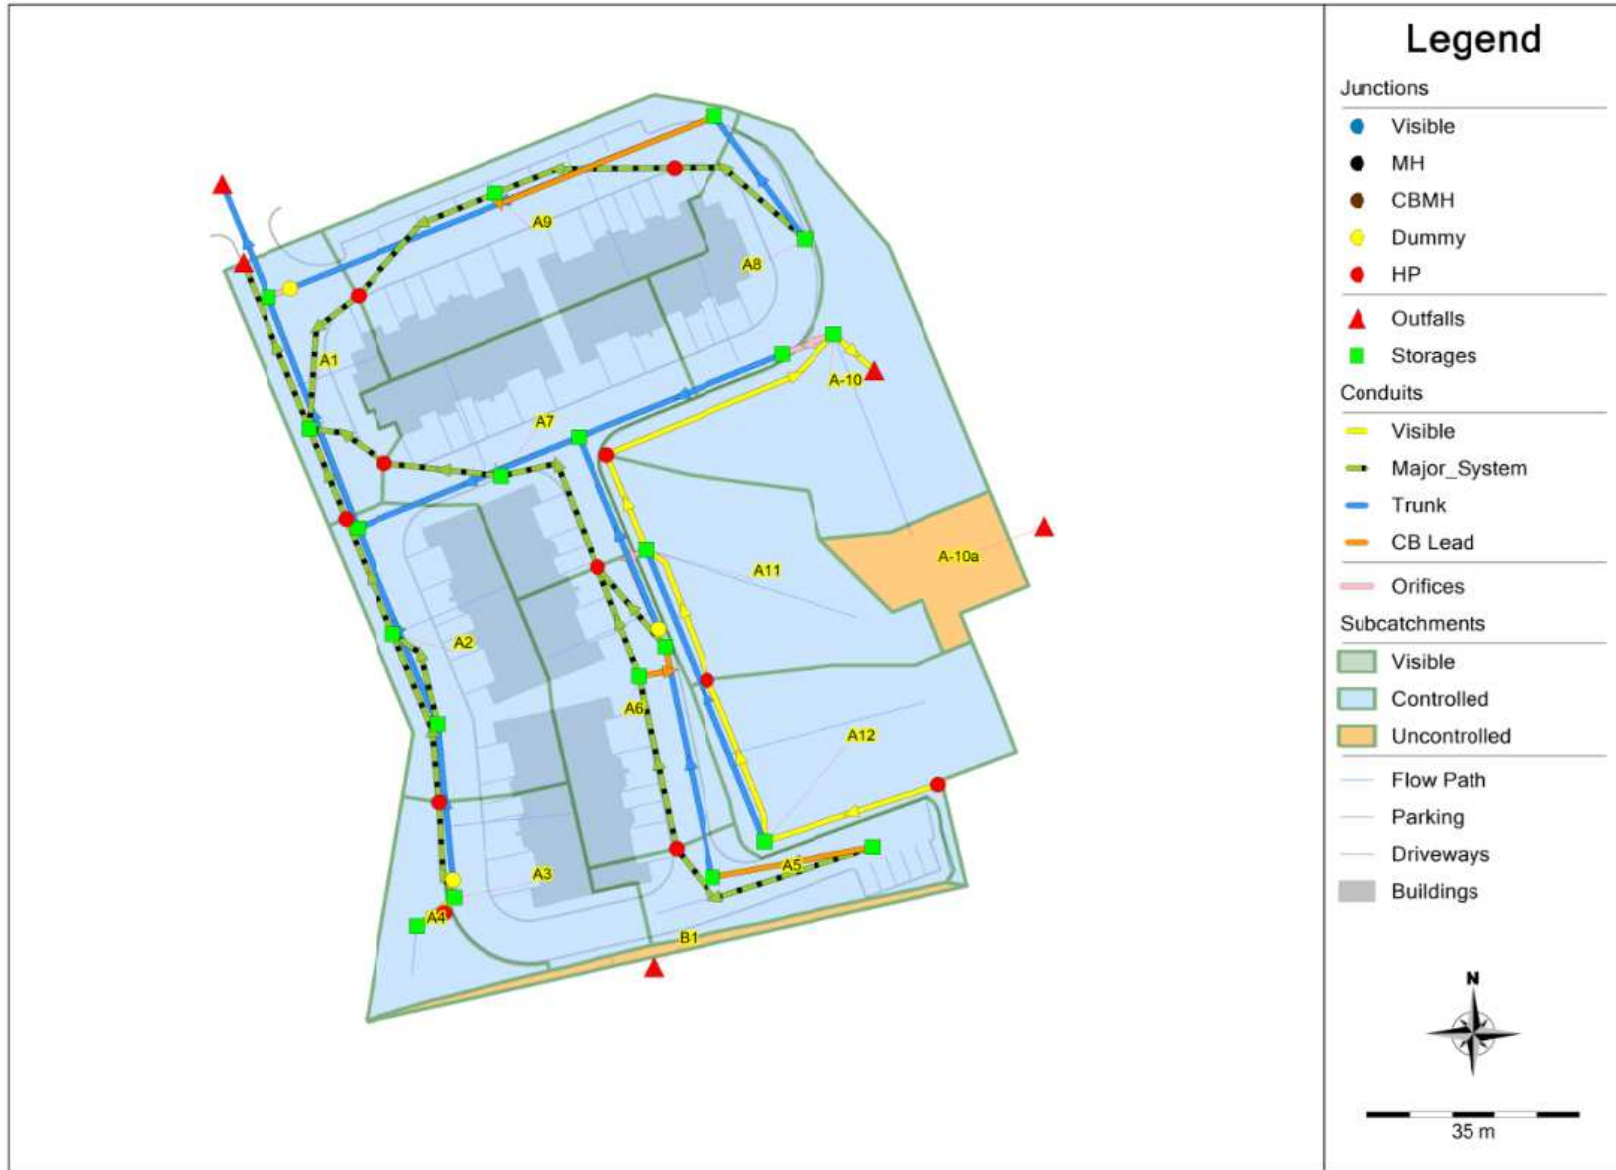 Legend
Junctions
Visible
MH
CBMH
Dummy
HP
Outfalls
Storages
Conduits
Visible
Major_System
Trunk
CB Lead
Orifices
Subcatchments
Visible
Controlled
Uncontrolled
Flow Path
Parking
Driveways
Buildings
N
35 m
A9
A8
A1
A-10
A7
A-10a
A11
A2
A6
A12
A5
A3
A4
B1